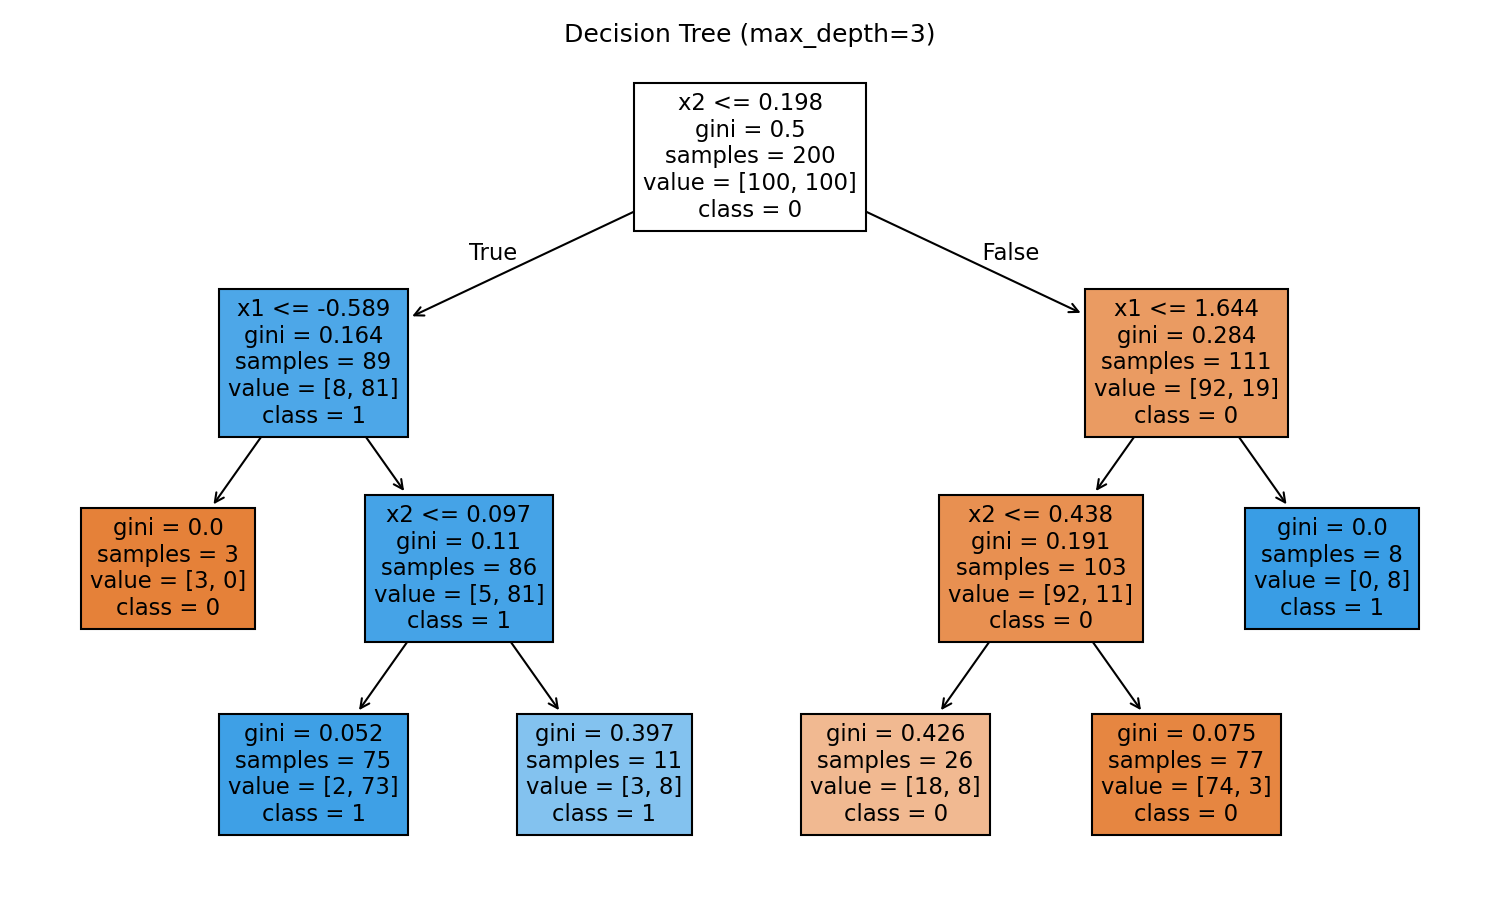 Decision Tree (max_depth=3)
x2 <= 0.198
gini = 0.5
samples = 200
value = [100, 100]
class = 0
True
False
x1 <= -0.589
gini = 0.164
samples = 89
value = [8, 81]
class = 1
x1 <= 1.644
gini = 0.284
samples = 111
value = [92, 19]
class = 0
gini = 0.0
samples = 3
value = [3, 0]
class = 0
x2 <= 0.097
gini = 0.11
samples = 86
value = [5, 81]
class = 1
x2 <= 0.438
gini = 0.191
samples = 103
value = [92, 11]
class = 0
gini = 0.0
samples = 8
value = [0, 8]
class = 1
gini = 0.052
samples = 75
value = [2, 73]
class = 1
gini = 0.397
samples = 11
value = [3, 8]
class = 1
gini = 0.426
samples = 26
value = [18, 8]
class = 0
gini = 0.075
samples = 77
value = [74, 3]
class = 0